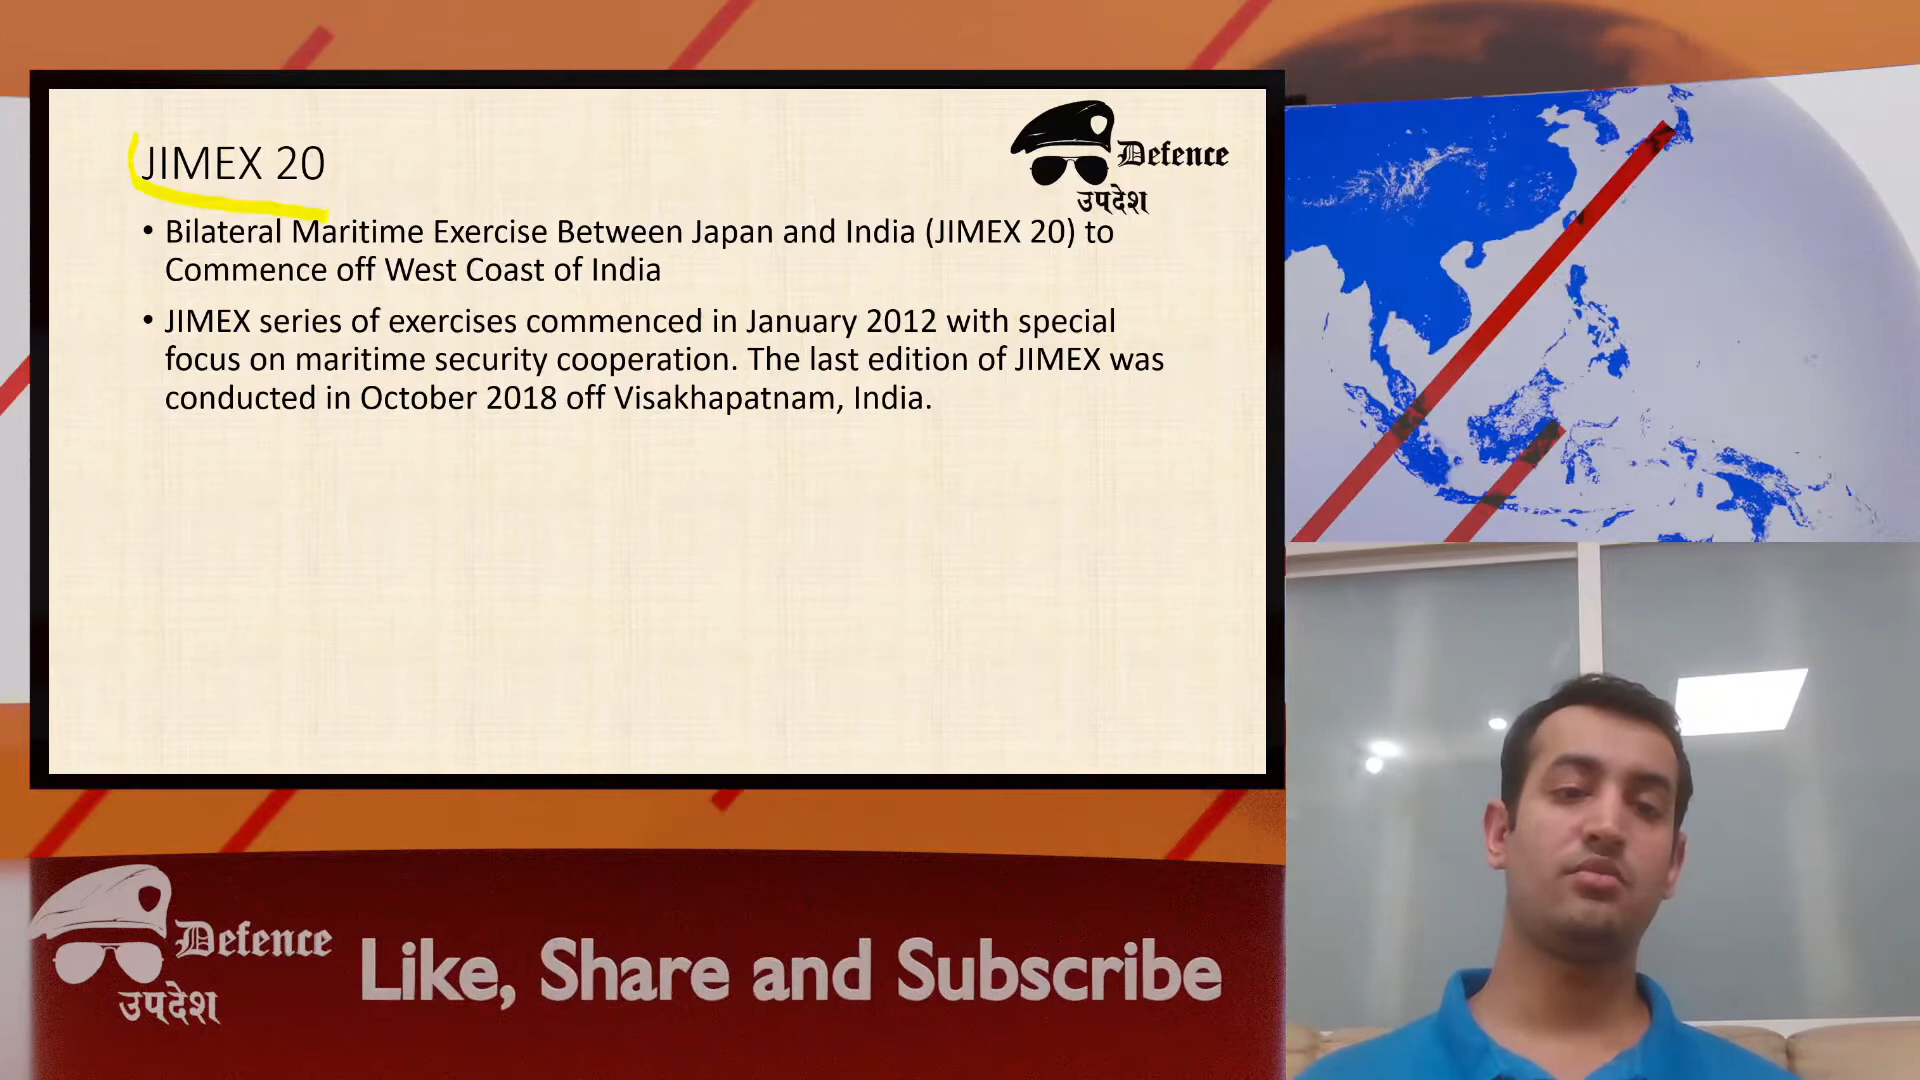 JIMEX 20
Defence
उपदेश
• Bilateral Maritime Exercise Between Japan and India (JIMEX 20) to
Commence off West Coast of India
• JIMEX series of exercises commenced in January 2012 with special
focus on maritime security cooperation. The last edition of JIMEX was
conducted in October 2018 off Visakhapatnam, India.
Defence
उपदेश
Like, Share and Subscribe